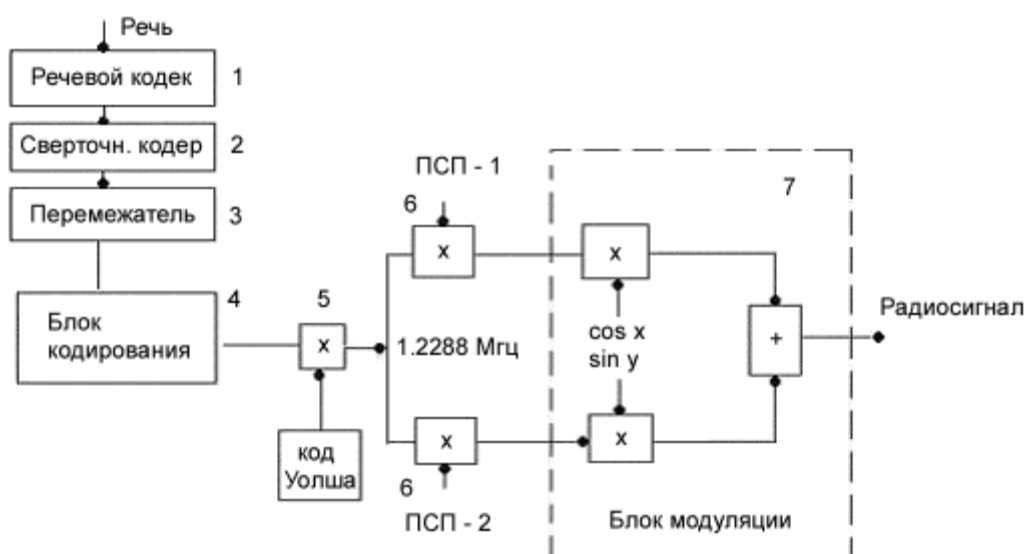 Речь
Речевой кодек
1
Сверточн. кодер
2
Перемежатель
3
Блок
кодирования
4
5
x
код
Уолша
1.2288 Мгц
ПСП - 1
6
x
6
x
ПСП - 2
7
x
cos x
sin y
x
+
Блок модуляции
Радиосигнал